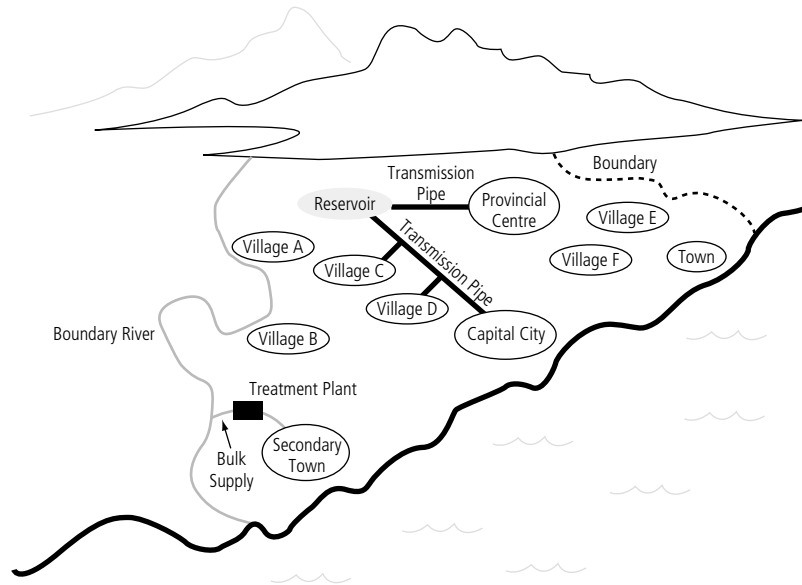 Boundary
Transmission
Pipe
Reservoir
Provincial
Centre
Village E
Village A
Transmission Pipe
Village C
Village F
Town
Village D
Boundary River
Village B
Capital City
Treatment Plant
Secondary
Town
Bulk
Supply